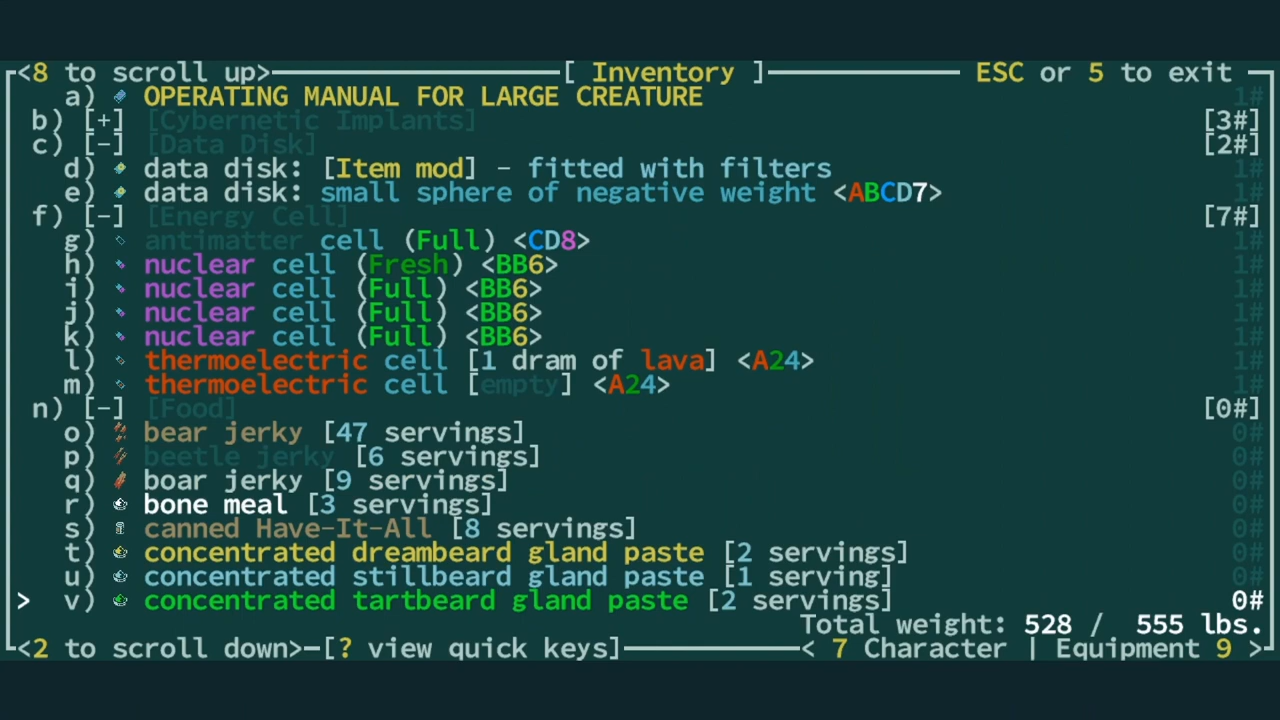 <8 to scroll up> [ Inventory ] ESC or 5 to exit
a) OPERATING MANUAL FOR LARGE CREATURE 1#
b) [+] [Cybernetic Implants] [3#]
c) [-] [Data Disk] [2#]
d) data disk: [Item mod] - fitted with filters 1#
e) data disk: small sphere of negative weight <ABCD7> 1#
f) [-] [Energy Cell] [7#]
g) antimatter cell (Full) <CD8> 1#
h) nuclear cell (Fresh) <BB6> 1#
i) nuclear cell (Full) <BB6> 1#
j) nuclear cell (Full) <BB6> 1#
k) nuclear cell (Full) <BB6> 1#
l) thermoelectric cell [1 dram of lava] <A24> 1#
m) thermoelectric cell [empty] <A24> 1#
n) [-] [Food] [0#]
o) bear jerky [47 servings] 0#
p) beetle jerky [6 servings] 0#
q) boar jerky [9 servings] 0#
r) bone meal [3 servings] 0#
s) canned Have-It-All [8 servings] 0#
t) concentrated dreambeard gland paste [2 servings] 0#
u) concentrated stillbeard gland paste [1 serving] 0#
> v) concentrated tartbeard gland paste [2 servings] 0#
Total weight: 528 / 555 lbs.
<2 to scroll down> [? view quick keys] < 7 Character | Equipment 9 >